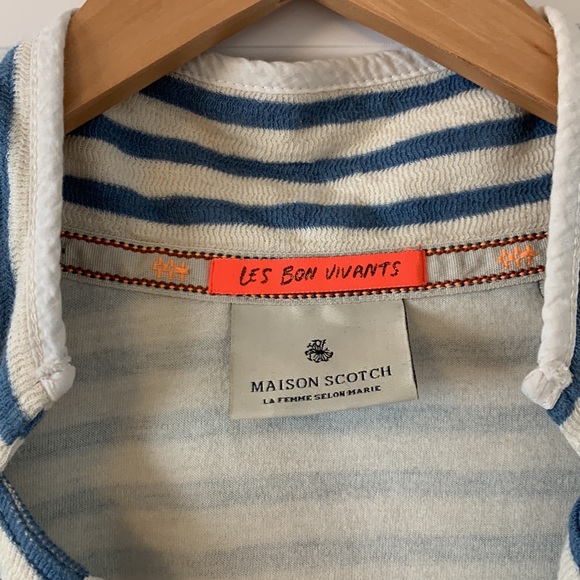 LES BON VIVANTS
MAISON SCOTCH
LA FEMME SELON MARIE